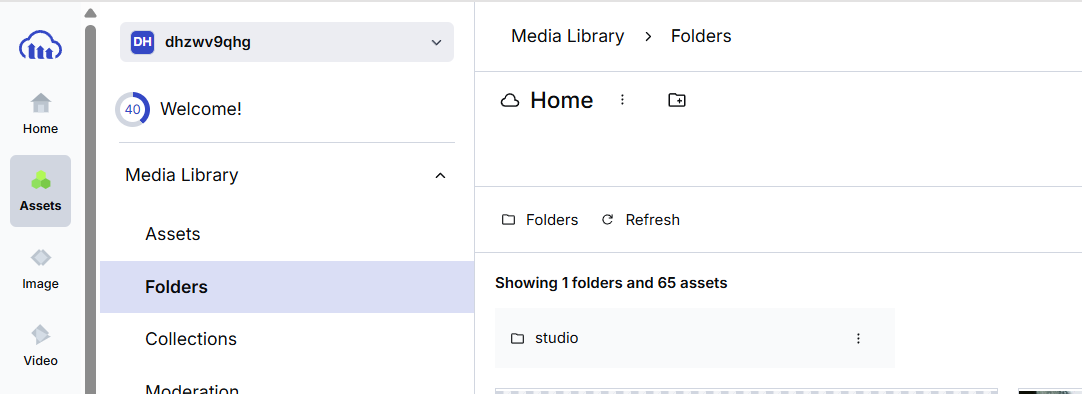 DH dhzwv9qhg
40 Welcome!
Home
Assets
Image
Video
Media Library
Assets
Folders
Collections
Moderation
Media Library > Folders
Home
Folders Refresh
Showing 1 folders and 65 assets
studio